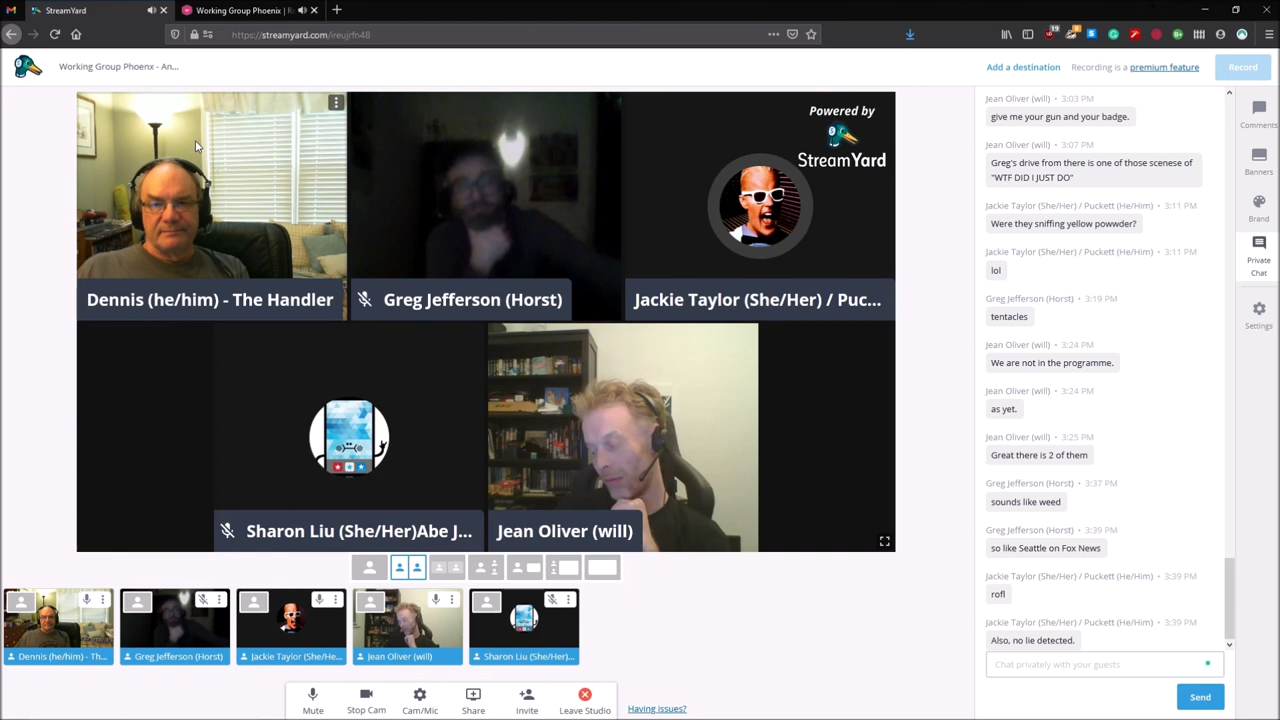 StreamYard
Working Group Phoenix | R
https://streamyard.com/ireujrfn48
19
Working Group Phoenx - An...
Add a destination
Recording is a premium feature
Record
Powered by
StreamYard
Dennis (he/him) - The Handler
Greg Jefferson (Horst)
Jackie Taylor (She/Her) / Puc...
Sharon Liu (She/Her)Abe J...
Jean Oliver (will)
Dennis (he/him) - Th...
Greg Jefferson (Horst)
Jackie Taylor (She/He...
Jean Oliver (will)
Sharon Liu (She/Her)...
Mute
Stop Cam
Cam/Mic
Share
Invite
Leave Studio
Having issues?
Jean Oliver (will) • 3:03 PM
give me your gun and your badge.
Jean Oliver (will) • 3:07 PM
Greg's drive from there is one of those scenese of
"WTF DID I JUST DO"
Jackie Taylor (She/Her) / Puckett (He/Him) • 3:11 PM
Were they sniffing yellow powwder?
Jackie Taylor (She/Her) / Puckett (He/Him) • 3:11 PM
lol
Greg Jefferson (Horst) • 3:19 PM
tentacles
Jean Oliver (will) • 3:24 PM
We are not in the programme.
Jean Oliver (will) • 3:24 PM
as yet.
Jean Oliver (will) • 3:25 PM
Great there is 2 of them
Greg Jefferson (Horst) • 3:37 PM
sounds like weed
Greg Jefferson (Horst) • 3:39 PM
so like Seattle on Fox News
Jackie Taylor (She/Her) / Puckett (He/Him) • 3:39 PM
rofl
Jackie Taylor (She/Her) / Puckett (He/Him) • 3:39 PM
Also, no lie detected.
Chat privately with your guests
Send
Comments
Banners
Brand
Private
Chat
Settings